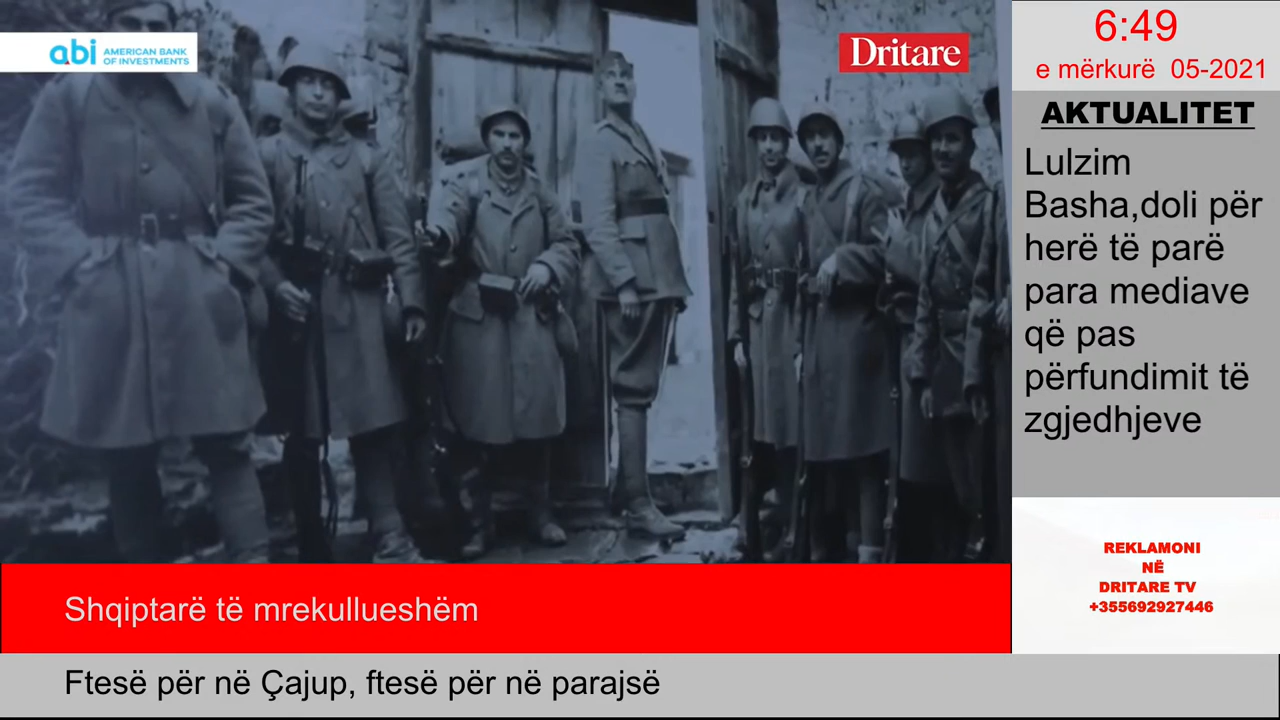 abi AMERICAN BANK
OF INVESTMENTS
Dritare
6:49
e mërkurë 05-2021
AKTUALITET
Lulzim
Basha,doli për
herë të parë
para mediave
që pas
përfundimit të
zgjedhjeve
REKLAMONI
NË
DRITARE TV
+355692927446
Shqiptarë të mrekullueshëm
Ftesë për në Çajup, ftesë për në parajsë